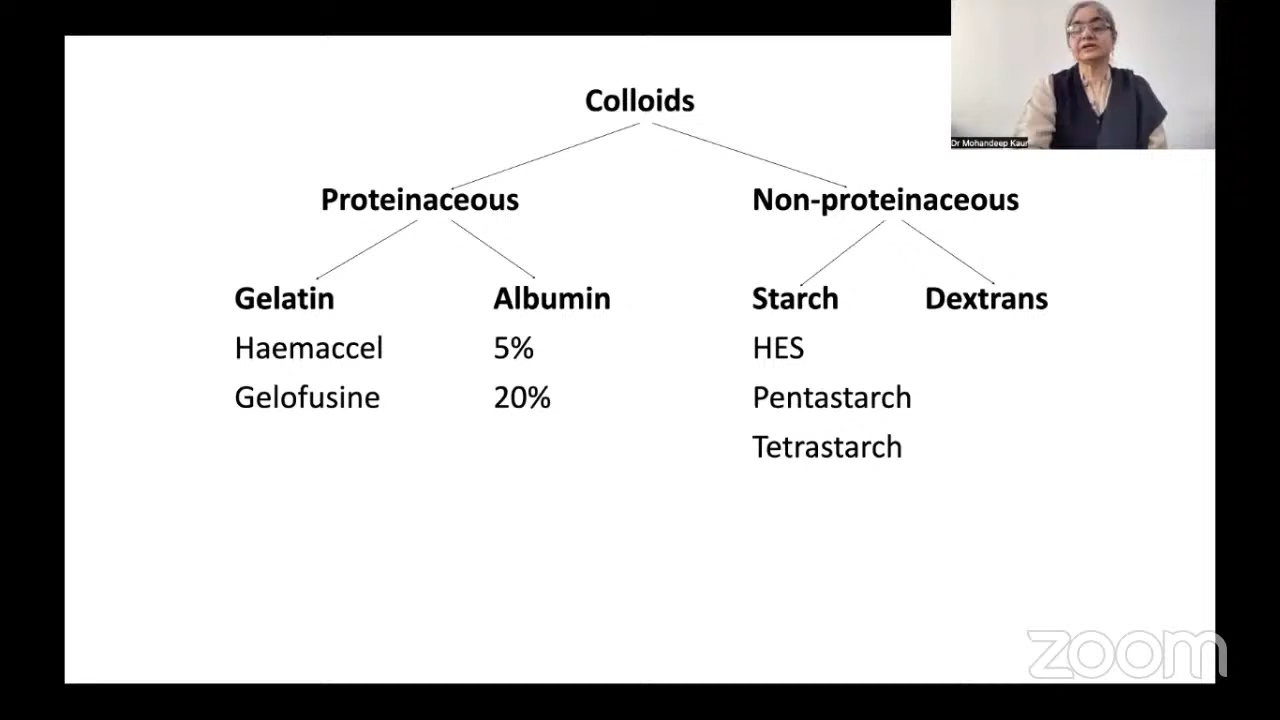 Colloids
Dr Mohandeep Kaur
Proteinaceous
Non-proteinaceous
Gelatin
Haemaccel
Gelofusine
Albumin
5%
20%
Starch
HES
Pentastarch
Tetrastarch
Dextrans
zoom